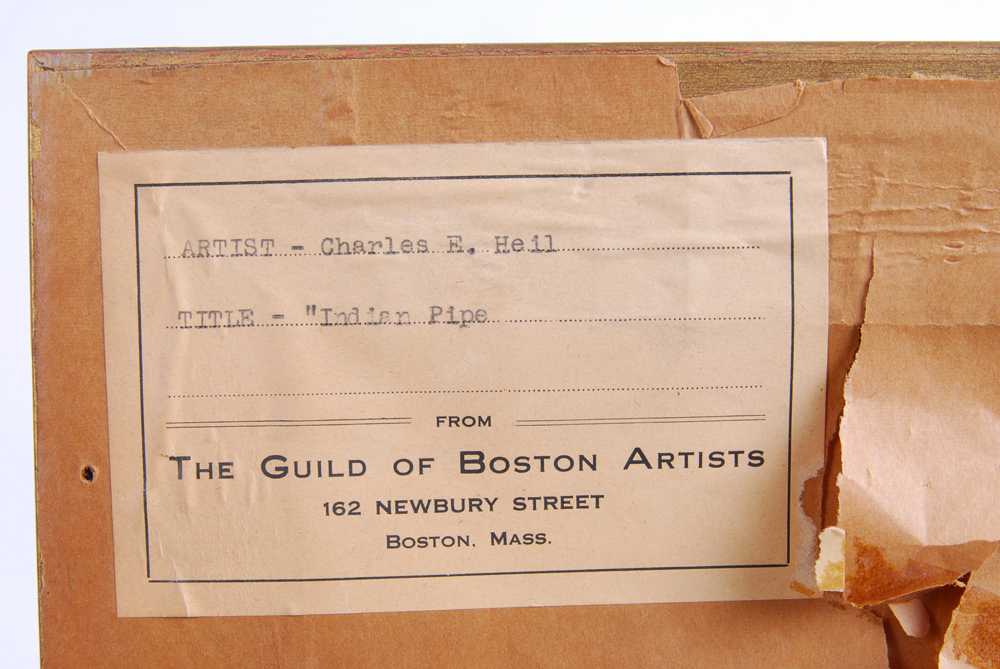 ARTIST - Charles E. Heil
TITLE - "Indian Pipe
FROM
THE GUILD OF BOSTON ARTISTS
162 NEWBURY STREET
BOSTON, MASS.